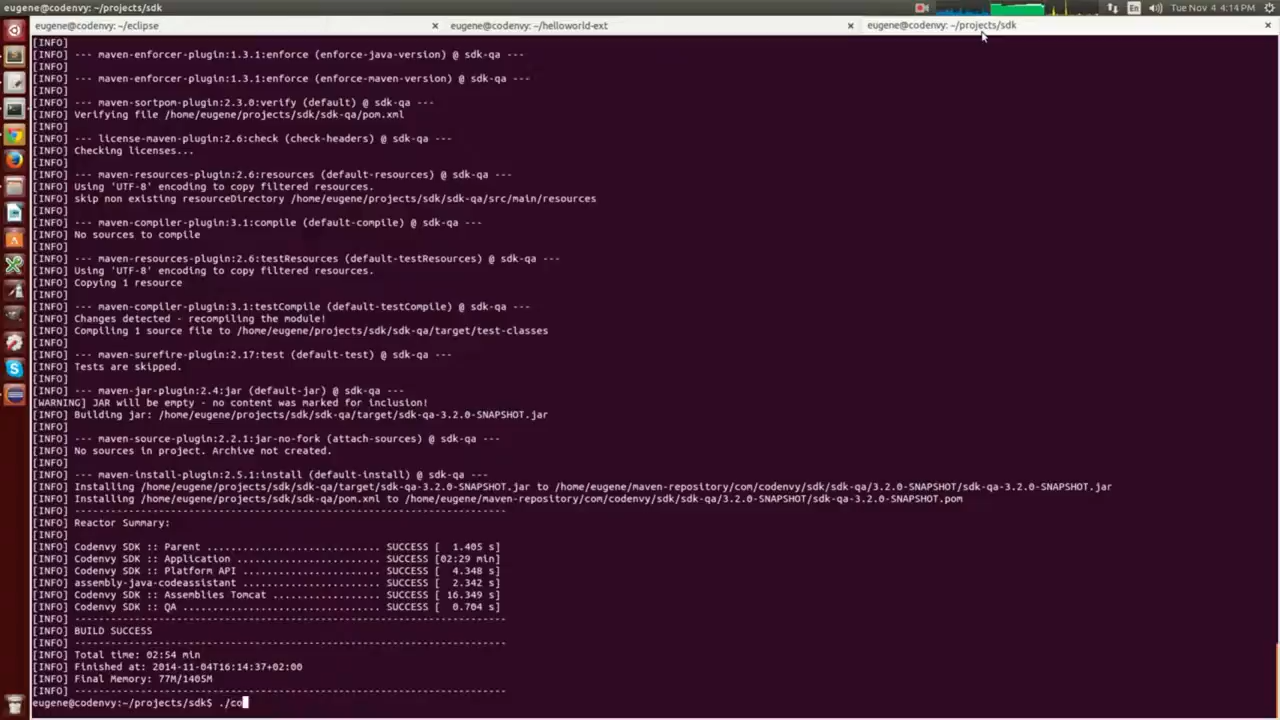 eugene@codenvy: ~/projects/sdk
En
Tue Nov 4 4:14 PM
eugene@codenvy: ~/eclipse
eugene@codenvy: ~/helloworld-ext
eugene@codenvy: ~/projects/sdk
[INFO]
[INFO] --- maven-enforcer-plugin:1.3.1:enforce (enforce-java-version) @ sdk-qa ---
[INFO]
[INFO] --- maven-enforcer-plugin:1.3.1:enforce (enforce-maven-version) @ sdk-qa ---
[INFO]
[INFO] --- maven-sortpom-plugin:2.3.0:verify (default) @ sdk-qa ---
[INFO] Verifying file /home/eugene/projects/sdk/sdk-qa/pom.xml
[INFO]
[INFO] --- license-maven-plugin:2.6:check (check-headers) @ sdk-qa ---
[INFO] Checking licenses...
[INFO]
[INFO] --- maven-resources-plugin:2.6:resources (default-resources) @ sdk-qa ---
[INFO] Using 'UTF-8' encoding to copy filtered resources.
[INFO] skip non existing resourceDirectory /home/eugene/projects/sdk/sdk-qa/src/main/resources
[INFO]
[INFO] --- maven-compiler-plugin:3.1:compile (default-compile) @ sdk-qa ---
[INFO] No sources to compile
[INFO]
[INFO] --- maven-resources-plugin:2.6:testResources (default-testResources) @ sdk-qa ---
[INFO] Using 'UTF-8' encoding to copy filtered resources.
[INFO] Copying 1 resource
[INFO]
[INFO] --- maven-compiler-plugin:3.1:testCompile (default-testCompile) @ sdk-qa ---
[INFO] Changes detected - recompiling the module!
[INFO] Compiling 1 source file to /home/eugene/projects/sdk/sdk-qa/target/test-classes
[INFO]
[INFO] --- maven-surefire-plugin:2.17:test (default-test) @ sdk-qa ---
[INFO] Tests are skipped.
[INFO]
[INFO] --- maven-jar-plugin:2.4:jar (default-jar) @ sdk-qa ---
[WARNING] JAR will be empty - no content was marked for inclusion!
[INFO] Building jar: /home/eugene/projects/sdk/sdk-qa/target/sdk-qa-3.2.0-SNAPSHOT.jar
[INFO]
[INFO] --- maven-source-plugin:2.2.1:jar-no-fork (attach-sources) @ sdk-qa ---
[INFO] No sources in project. Archive not created.
[INFO]
[INFO] --- maven-install-plugin:2.5.1:install (default-install) @ sdk-qa ---
[INFO] Installing /home/eugene/projects/sdk/sdk-qa/target/sdk-qa-3.2.0-SNAPSHOT.jar to /home/eugene/maven-repository/com/codenvy/sdk/sdk-qa/3.2.0-SNAPSHOT/sdk-qa-3.2.0-SNAPSHOT.jar
[INFO] Installing /home/eugene/projects/sdk/sdk-qa/pom.xml to /home/eugene/maven-repository/com/codenvy/sdk/sdk-qa/3.2.0-SNAPSHOT/sdk-qa-3.2.0-SNAPSHOT.pom
[INFO] ------------------------------------------------------------------------
[INFO] Reactor Summary:
[INFO]
[INFO] Codenvy SDK :: Parent .............................. SUCCESS [  1.405 s]
[INFO] Codenvy SDK :: Application ......................... SUCCESS [02:29 min]
[INFO] Codenvy SDK :: Platform API ........................ SUCCESS [  4.348 s]
[INFO] assembly-java-codeassistant ........................ SUCCESS [  2.342 s]
[INFO] Codenvy SDK :: Assemblies Tomcat ................... SUCCESS [ 16.349 s]
[INFO] Codenvy SDK :: QA .................................. SUCCESS [  0.704 s]
[INFO] ------------------------------------------------------------------------
[INFO] BUILD SUCCESS
[INFO] ------------------------------------------------------------------------
[INFO] Total time: 02:54 min
[INFO] Finished at: 2014-11-04T16:14:37+02:00
[INFO] Final Memory: 77M/1405M
[INFO] ------------------------------------------------------------------------
eugene@codenvy:~/projects/sdk$ ./co